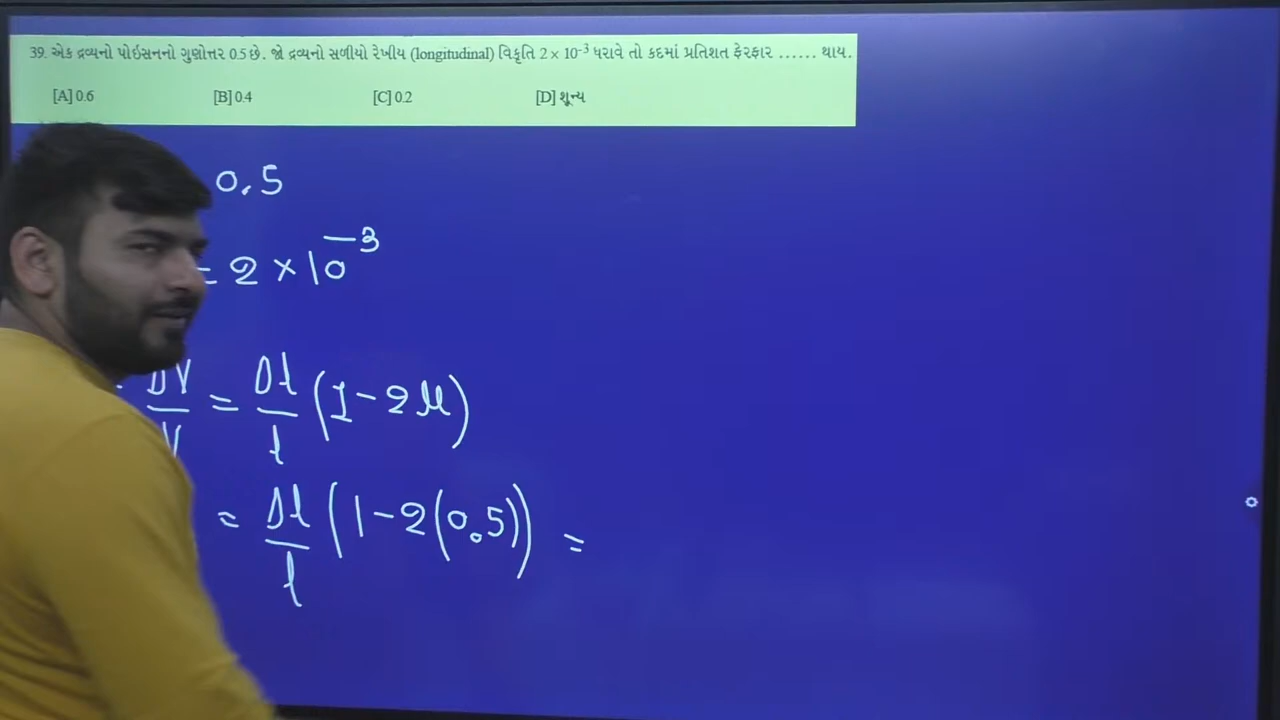 39. એક દ્રવ્યનો પોઇસનનો ગુણોત્તર 0.5 છે. જો દ્રવ્યનો સળીયો રેખીય (longitudinal) વિકૃતિ 2 × 10⁻³ ધરાવે તો કદમાં પ્રતિશત ફેરફાર ...... થાય.
[A] 0.6 [B] 0.4 [C] 0.2 [D] શૂન્ય
0.5
= 2 × 10⁻³
ΔV/V = Δl/l (1 - 2μ)
= Δl/l (1 - 2(0.5)) =